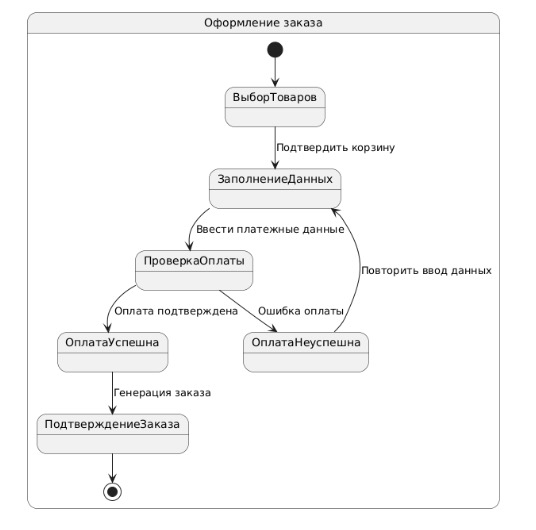 Оформление заказа
ВыборТоваров
Подтвердить корзину
ЗаполнениеДанных
Ввести платежные данные
ПроверкаОплаты
Повторить ввод данных
Оплата подтверждена
Ошибка оплаты
ОплатаУспешна
ОплатаНеуспешна
Генерация заказа
ПодтверждениеЗаказа